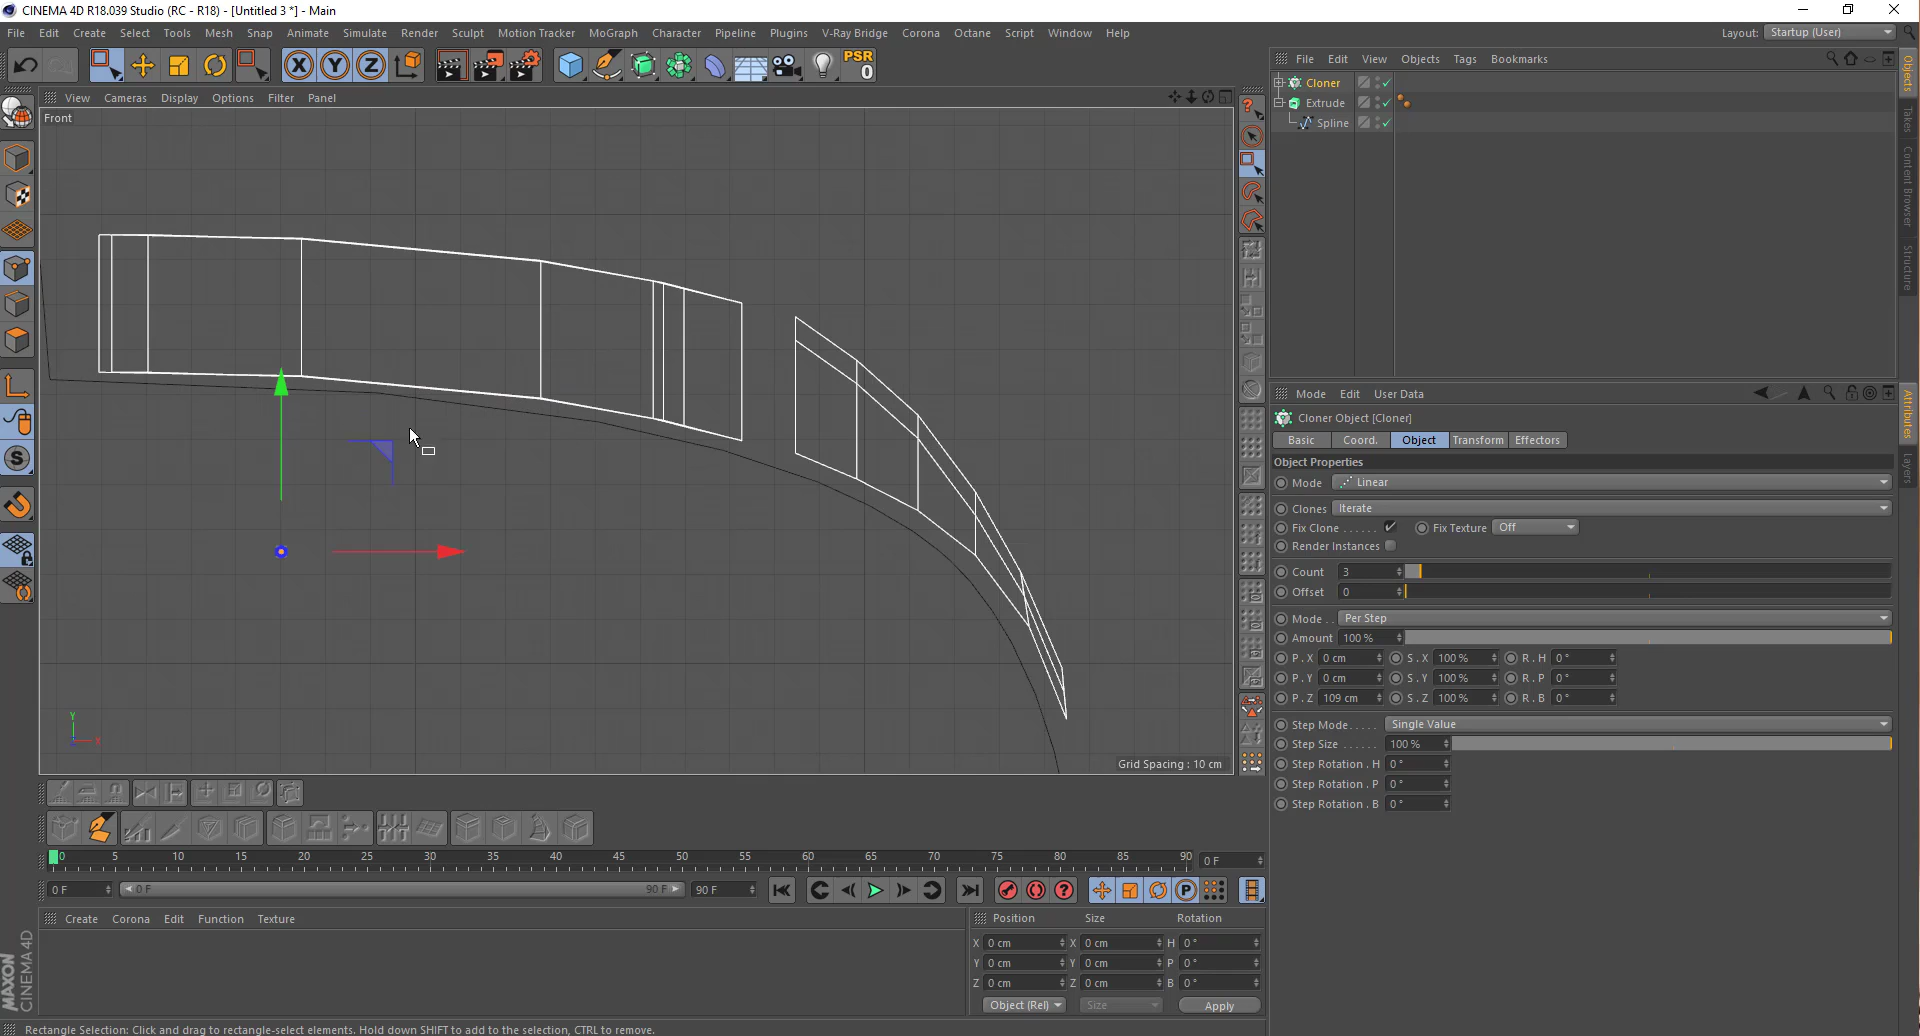 CINEMA 4D R18.039 Studio (RC - R18) - [Untitled 3 *] - Main
File Edit Create Select Tools Mesh Snap Animate Simulate Render Sculpt Motion Tracker MoGraph Character Pipeline Plugins V-Ray Bridge Corona Octane Script Window Help
Layout: Startup (User)
X Y Z PSR 0
File Edit View Objects Tags Bookmarks
Objects
Takes
Content Browser
Structure
Cloner
Extrude
Spline
View Cameras Display Options Filter Panel
Front
Y
X
Grid Spacing : 10 cm
Mode Edit User Data
Attributes
Layers
Cloner Object [Cloner]
Basic Coord. Object Transform Effectors
Object Properties
Mode Linear
Clones Iterate
Fix Clone ...... Fix Texture Off
Render Instances
Count 3
Offset 0
Mode .. Per Step
Amount 100 %
P . X 0 cm S . X 100 % R . H 0 °
P . Y 0 cm S . Y 100 % R . P 0 °
P . Z 109 cm S . Z 100 % R . B 0 °
Step Mode..... Single Value
Step Size ...... 100 %
Step Rotation . H 0 °
Step Rotation . P 0 °
Step Rotation . B 0 °
0 5 10 15 20 25 30 35 40 45 50 55 60 65 70 75 80 85 90 0 F
0 F 0 F 90 F 90 F P
Create Corona Edit Function Texture
Position Size Rotation
X 0 cm X 0 cm H 0 °
Y 0 cm Y 0 cm P 0 °
Z 0 cm Z 0 cm B 0 °
Object (Rel) Size Apply
MAXON
CINEMA 4D
Rectangle Selection: Click and drag to rectangle-select elements. Hold down SHIFT to add to the selection, CTRL to remove.